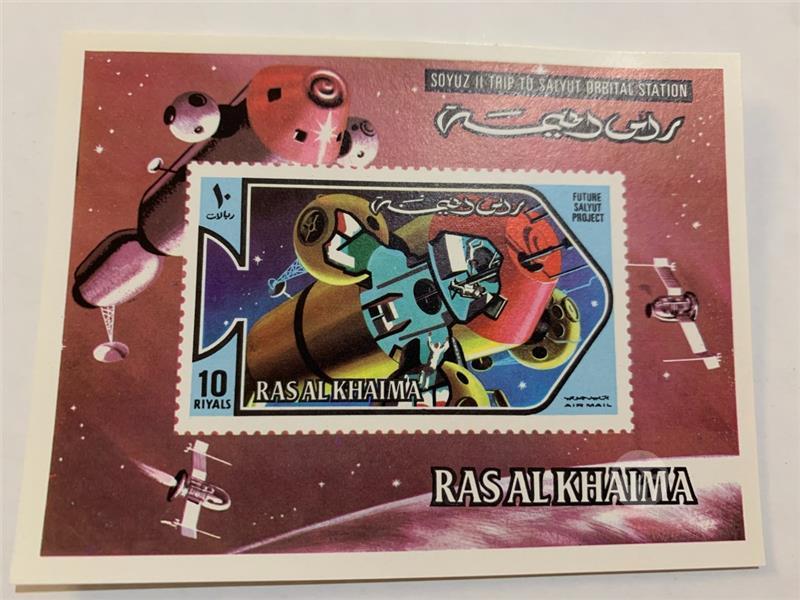 SOYUZ 11 TRIP TO SALYUT ORBITAL STATION
راس الخيمة
١٠
ريالات
راس الخيمة
FUTURE
SALYUT
PROJECT
10
RIYALS
RAS AL KHAIMA
AIR MAIL
RAS AL KHAIMA